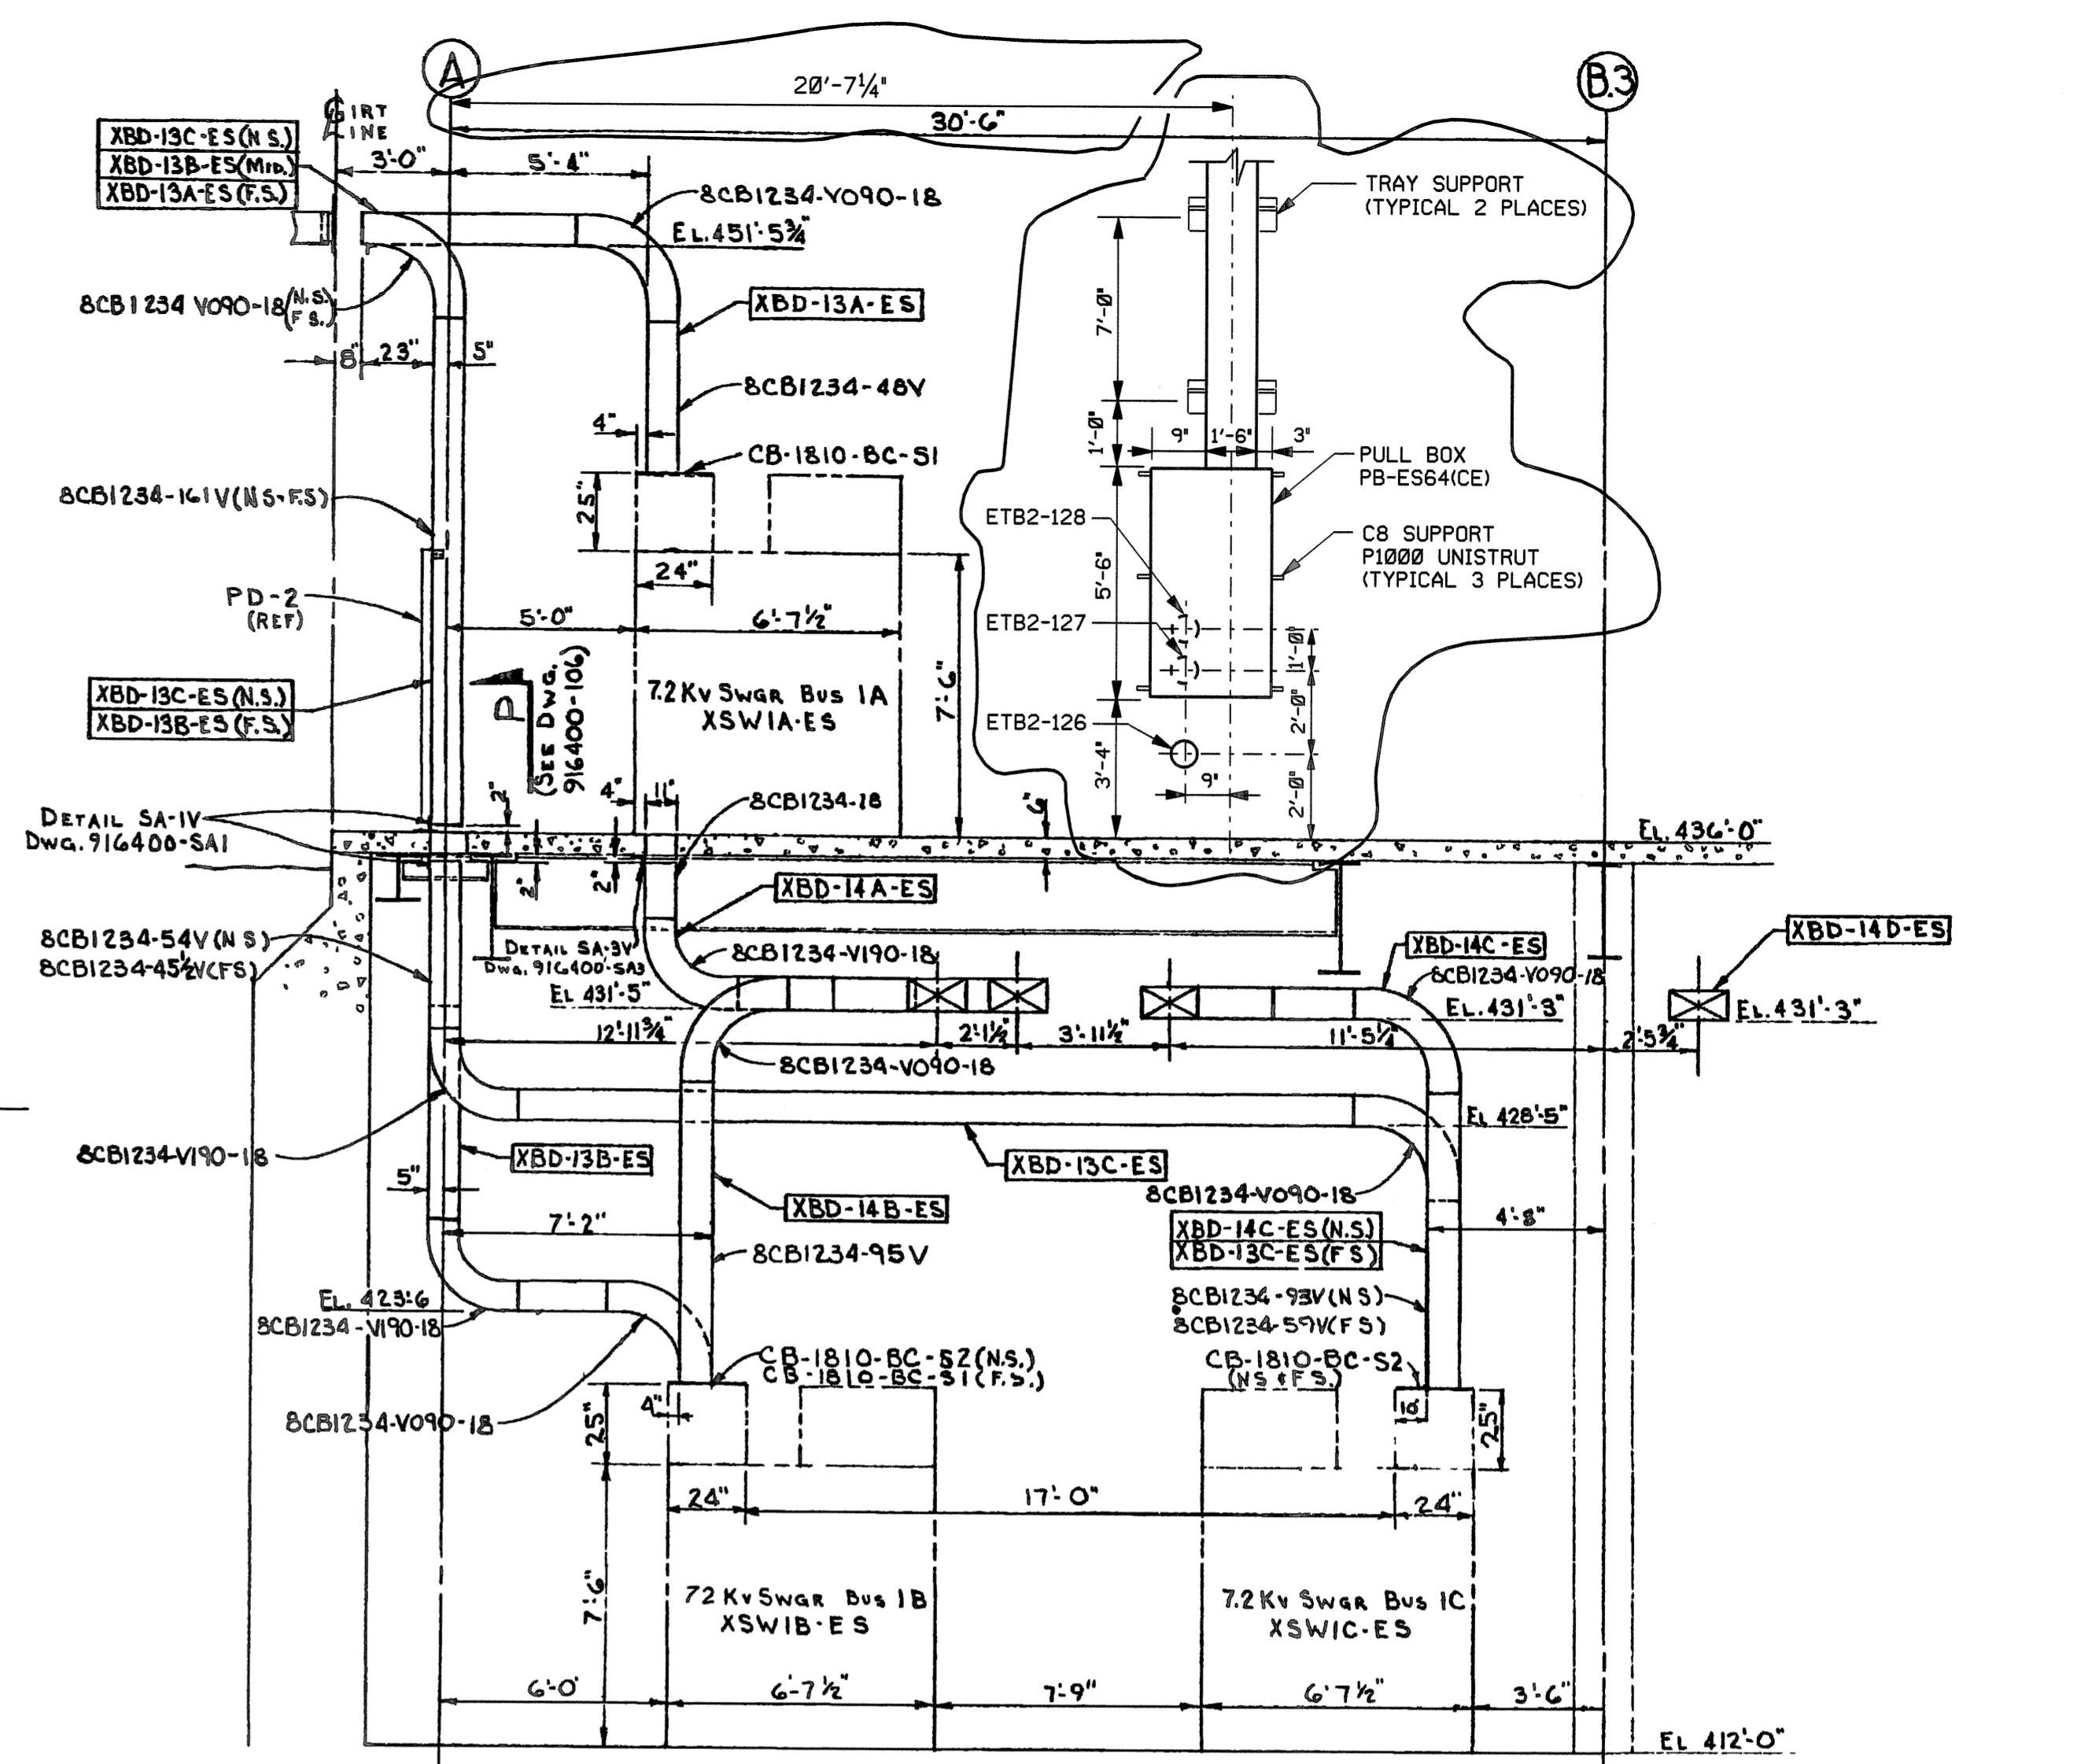 A
B.3
20'-7¼"
30'-6"
GIRT
LINE
3'-0"
5'-4"
XBD-13C-ES(N.S.)
XBD-13B-ES(MID.)
XBD-13A-ES(F.S.)
8CB1234-VO90-18
EL.451'-5¾"
TRAY SUPPORT
(TYPICAL 2 PLACES)
8CB1234 VO90-18(N.S. F S.)
XBD-13A-ES
7'-0"
8"
23"
5"
8CB1234-48V
4"
1'-0"
9"
1'-6"
3"
CB-1810-BC-S1
PULL BOX
PB-ES64(CE)
8CB1234-161V(NS·F.S)
25"
ETB2-128
C8 SUPPORT
P1000 UNISTRUT
(TYPICAL 3 PLACES)
24"
5'-6"
PD-2
(REF)
5'-0"
6'-7½"
ETB2-127
1'-0"
XBD-13C-ES(N.S.)
XBD-13B-ES(F.S.)
P
(SEE DWG.
916400-106)
7.2 KV SWGR BUS 1A
XSW1A-ES
7'-6"
ETB2-126
2'-0"
3'-4"
9"
2'-0"
DETAIL SA-1V
DWG. 916400-SA1
2"
4"
11"
8CB1234-18
6"
EL. 436'-0"
2"
2"
XBD-14A-ES
8CB1234-54V(N S)
8CB1234-45½V(FS)
DETAIL SA-3V
DWG. 916400-SA3
8CB1234-V190-18
XBD-14C-ES
8CB1234-VO90-18
XBD-14D-ES
EL 431'-5"
EL.431'-3"
EL.431'-3"
12'-11¾"
2'-1½"
3'-11½"
11'-5¼"
2'-5¾"
8CB1234-VO90-18
EL 428'-5"
8CB1234-V190-18
XBD-13B-ES
XBD-13C-ES
8CB1234-VO90-18
5"
XBD-14B-ES
7'-2"
8CB1234-95V
XBD-14C-ES(N.S.)
XBD-13C-ES(F S)
4'-8"
EL. 423'-6
8CB1234-V190-18
8CB1234-93V(NS)
8CB1234-59V(F S)
CB-1810-BC-S2(N.S.)
CB-1810-BC-S1(F.S.)
CB-1810-BC-S2
(NS & FS.)
8CB1234-VO90-18
4"
25"
10"
25"
24"
17'-0"
24"
7'-6"
72 KV SWGR BUS 1B
XSW1B-ES
7.2 KV SWGR BUS 1C
XSW1C-ES
6'-0'
6'-7½"
7'-9"
6'7½"
3'-6"
EL 412'-0"